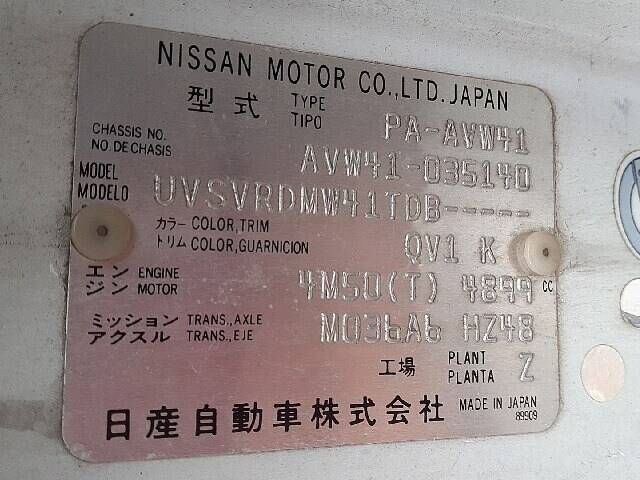 NISSAN MOTOR CO.,LTD. JAPAN
型式 TYPE TIPO PA-AVW41
CHASSIS NO. NO.DE CHASIS AVW41-035140
MODEL MODELO UVSVRDMW41TDB-----
カラー COLOR,TRIM
トリム COLOR,GUARNICION QV1 K
エンジン ENGINE MOTOR 4M50(T) 4899 CC
ミッション TRANS.,AXLE
アクスル TRANS.,EJE M036A6 HZ48
工場 PLANT PLANTA Z
日産自動車株式会社 MADE IN JAPAN
89909